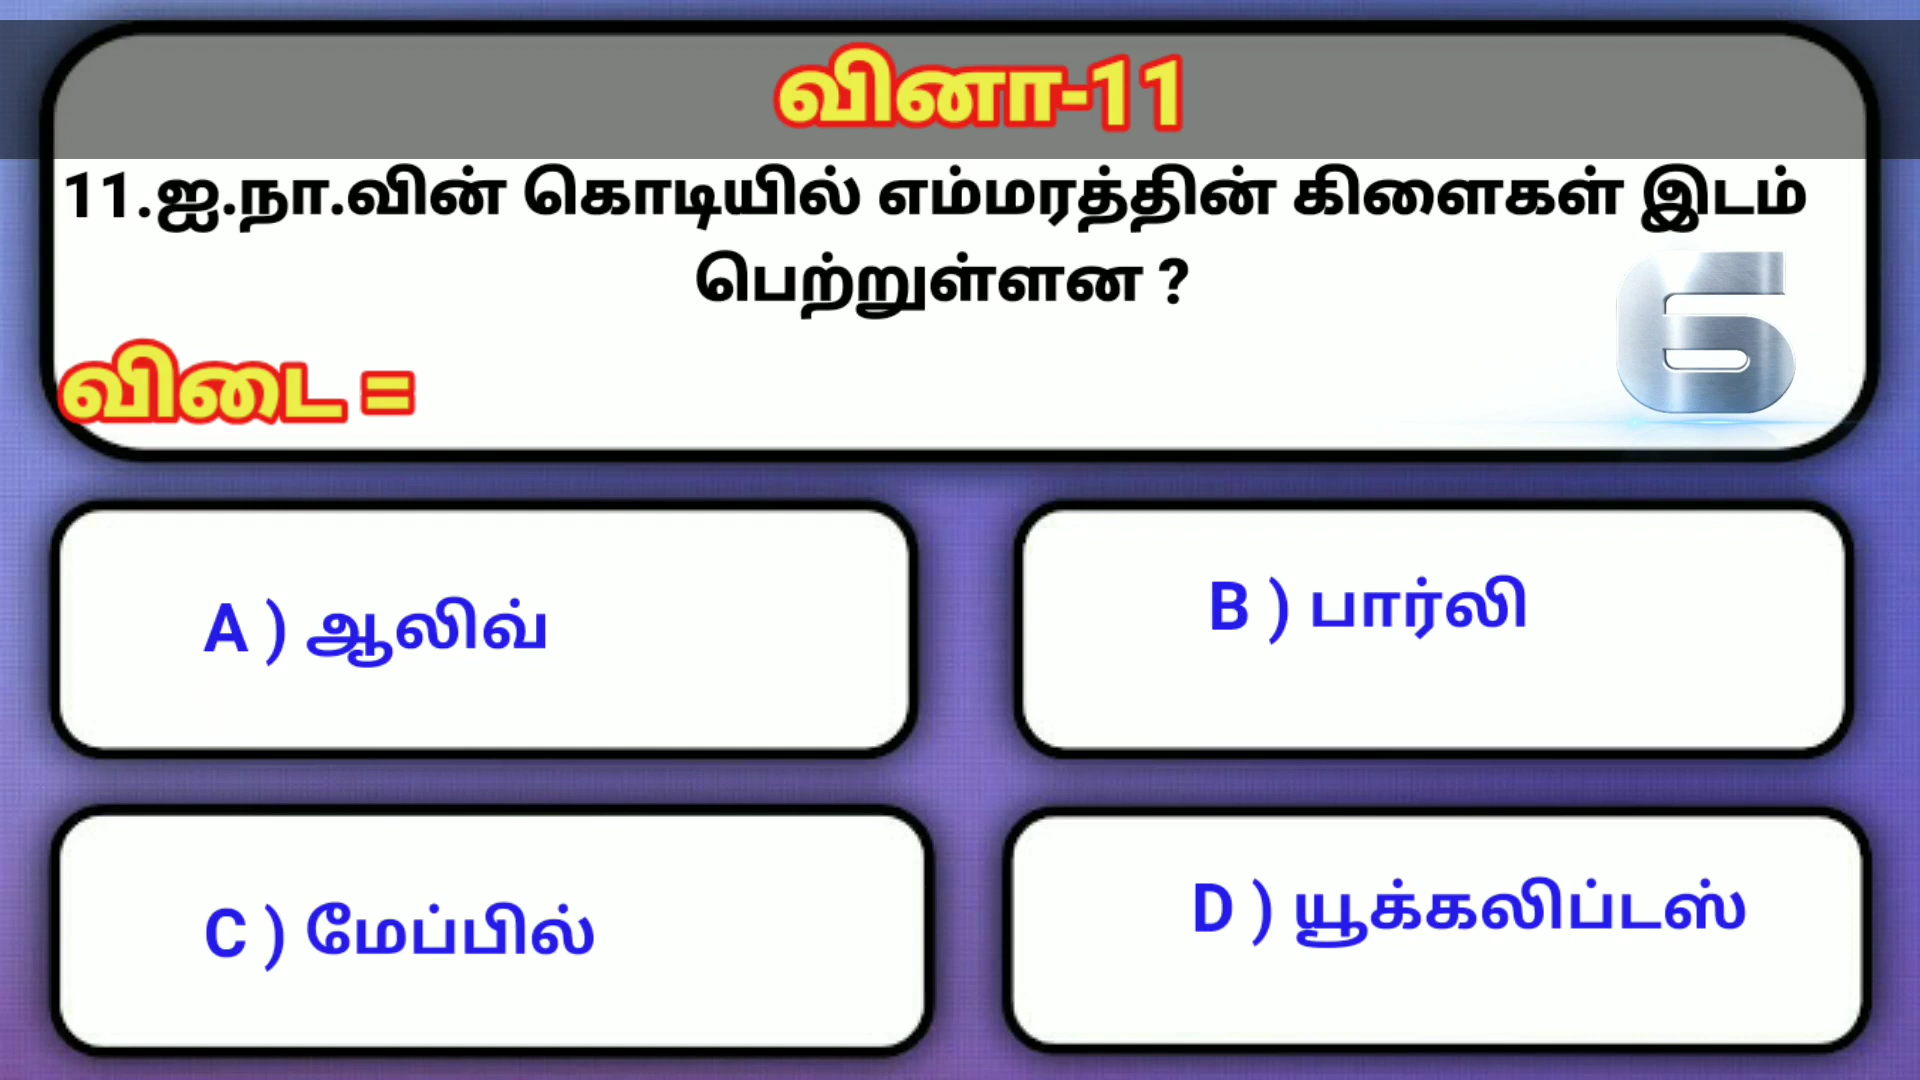 வினா-11
11.ஐ.நா.வின் கொடியில் எம்மரத்தின் கிளைகள் இடம்
பெற்றுள்ளன ?
6
விடை =
A ) ஆலிவ்
B ) பார்லி
C ) மேப்பில்
D ) யூக்கலிப்டஸ்